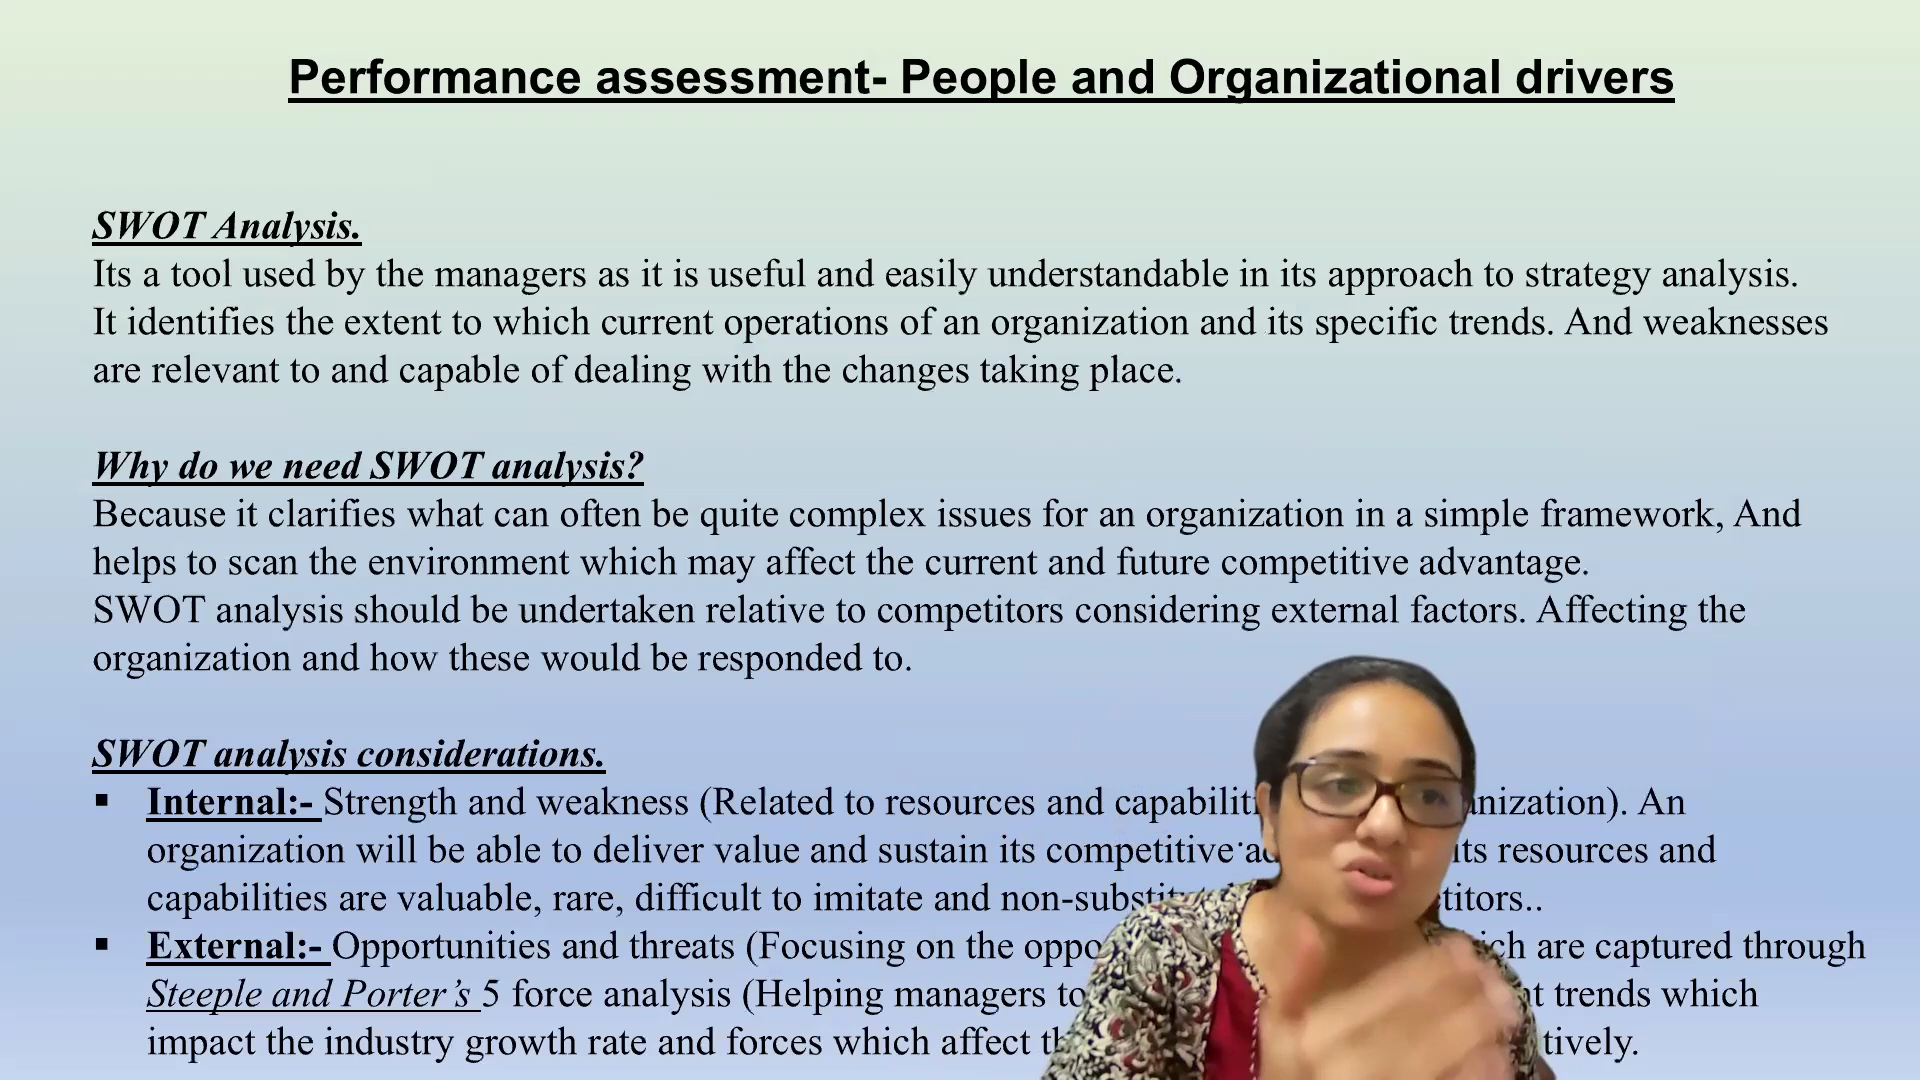 Performance assessment- People and Organizational drivers
SWOT Analysis.
Its a tool used by the managers as it is useful and easily understandable in its approach to strategy analysis.
It identifies the extent to which current operations of an organization and its specific trends. And weaknesses
are relevant to and capable of dealing with the changes taking place.
Why do we need SWOT analysis?
Because it clarifies what can often be quite complex issues for an organization in a simple framework, And
helps to scan the environment which may affect the current and future competitive advantage.
SWOT analysis should be undertaken relative to competitors considering external factors. Affecting the
organization and how these would be responded to.
SWOT analysis considerations.
▪ Internal:- Strength and weakness (Related to resources and An
organization will be able to deliver value and sustain its competitive its resources and
capabilities are valuable, rare, difficult to imitate and
▪ External:- Opportunities and threats (Focusing on the are captured through
Steeple and Porter’s 5 force analysis (Helping managers to trends which
impact the industry growth rate and forces which affect